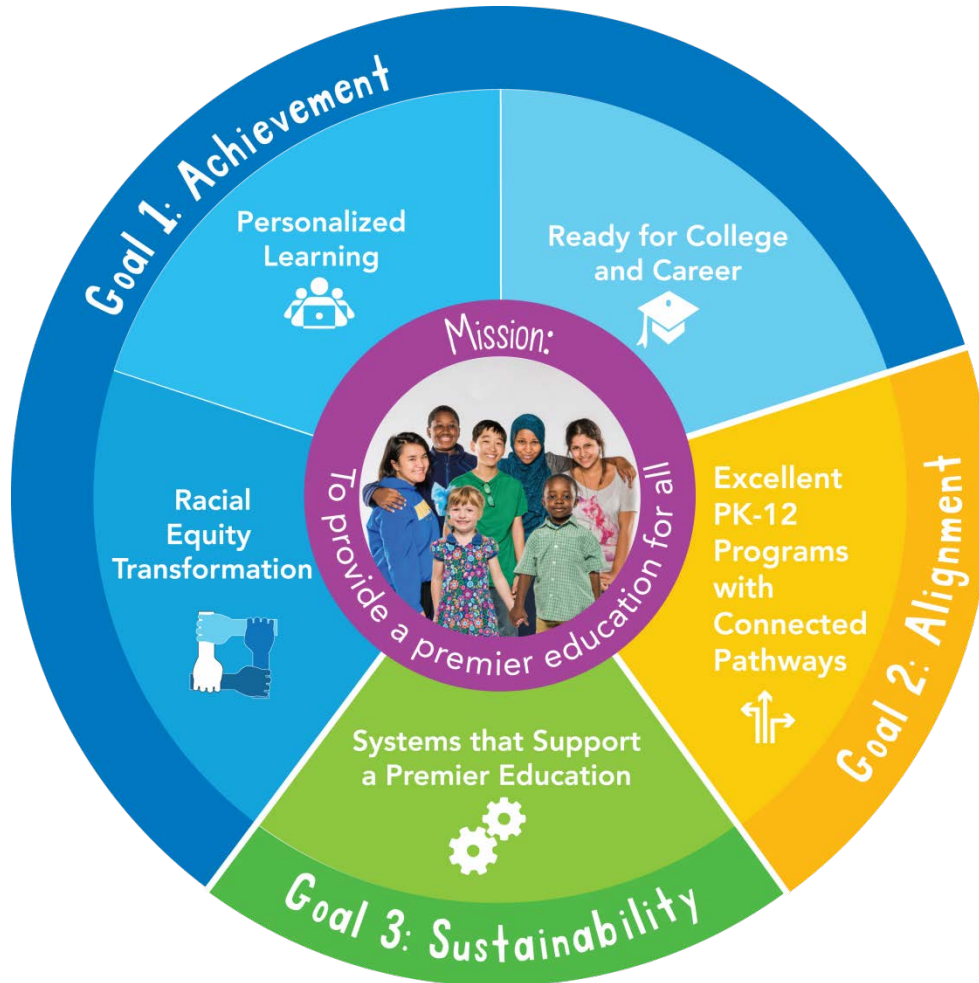 Goal 1: Achievement
Personalized
Learning
Ready for College
and Career
Racial
Equity
Transformation
Mission:
To provide a premier education for all
Excellent
PK-12
Programs
with
Connected
Pathways
Goal 2: Alignment
Systems that Support
a Premier Education
Goal 3: Sustainability